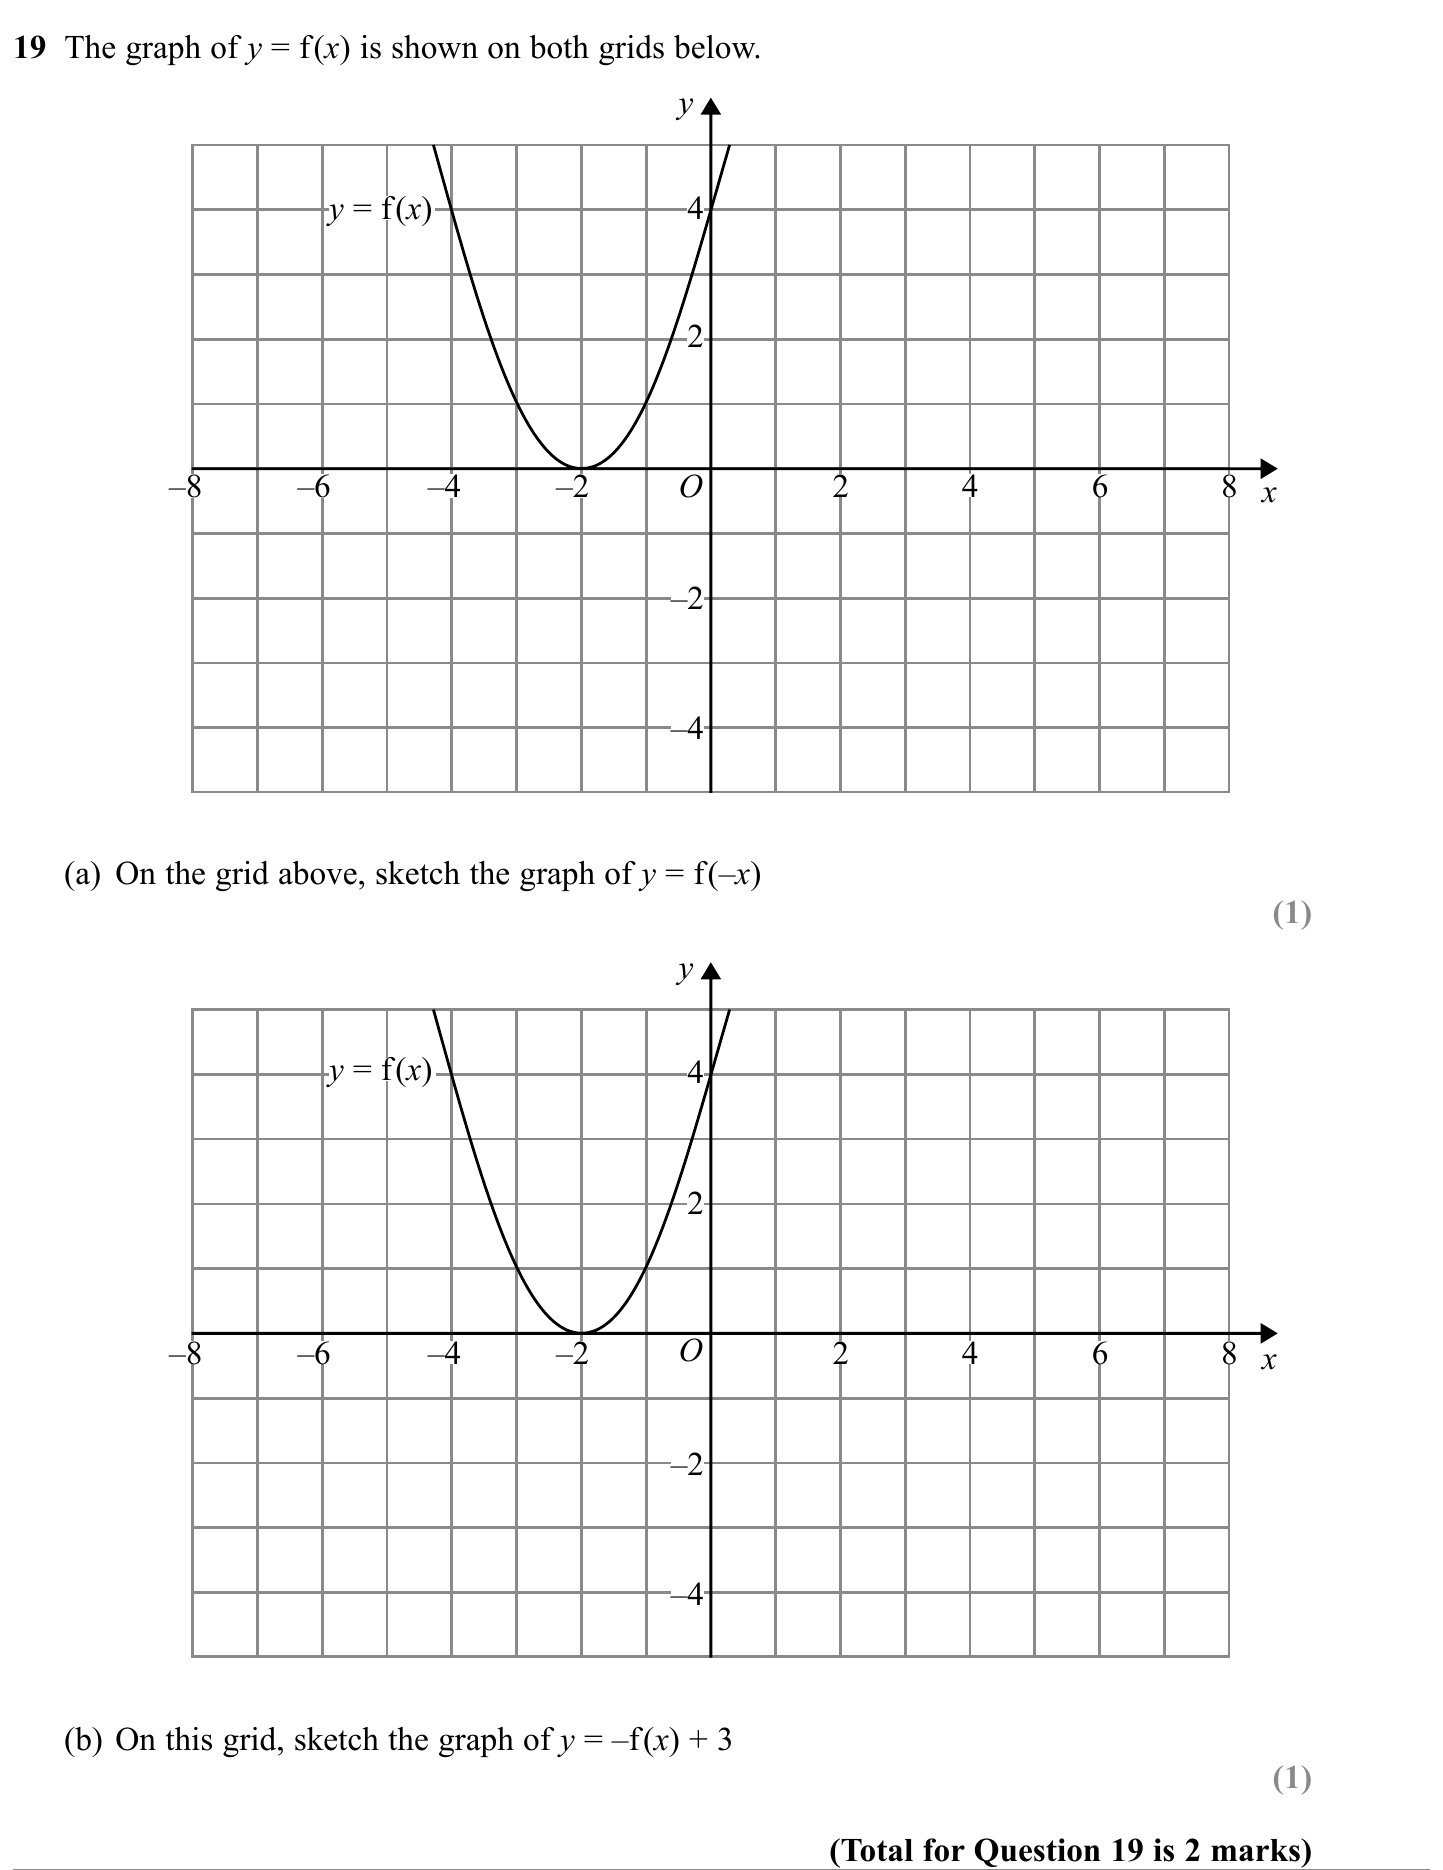 19 The graph of y = f(x) is shown on both grids below.
y
y = f(x)
4
2
–8 –6 –4 –2 O 2 4 6 8 x
–2
–4
(a) On the grid above, sketch the graph of y = f(–x)
(1)
y
y = f(x)
4
2
–8 –6 –4 –2 O 2 4 6 8 x
–2
–4
(b) On this grid, sketch the graph of y = –f(x) + 3
(1)
(Total for Question 19 is 2 marks)